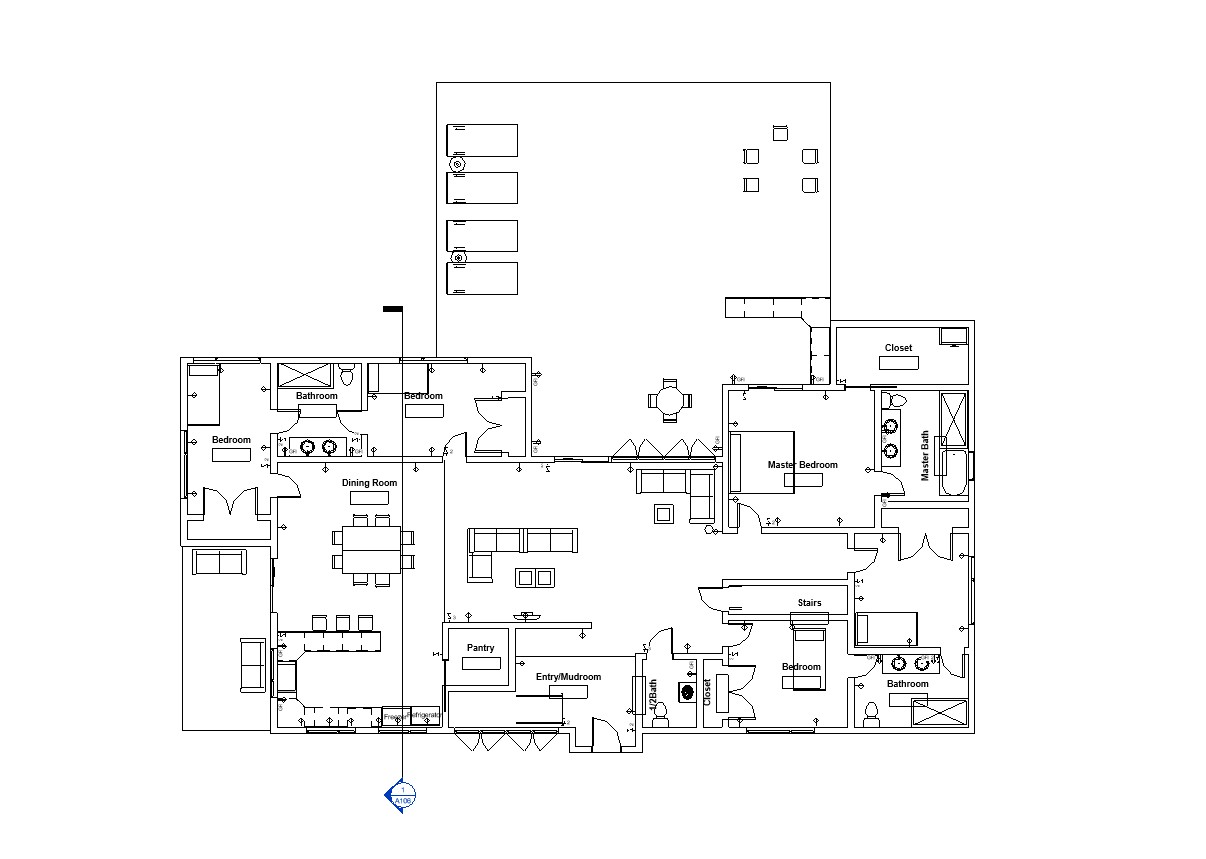 Closet
Bathroom
Bedroom
Master Bedroom
Master Bath
Bedroom
Dining Room
Stairs
Pantry
Entry/Mudroom
1/2Bath
Closet
Bedroom
Bathroom
Freezer
Refrigerator
1
A106